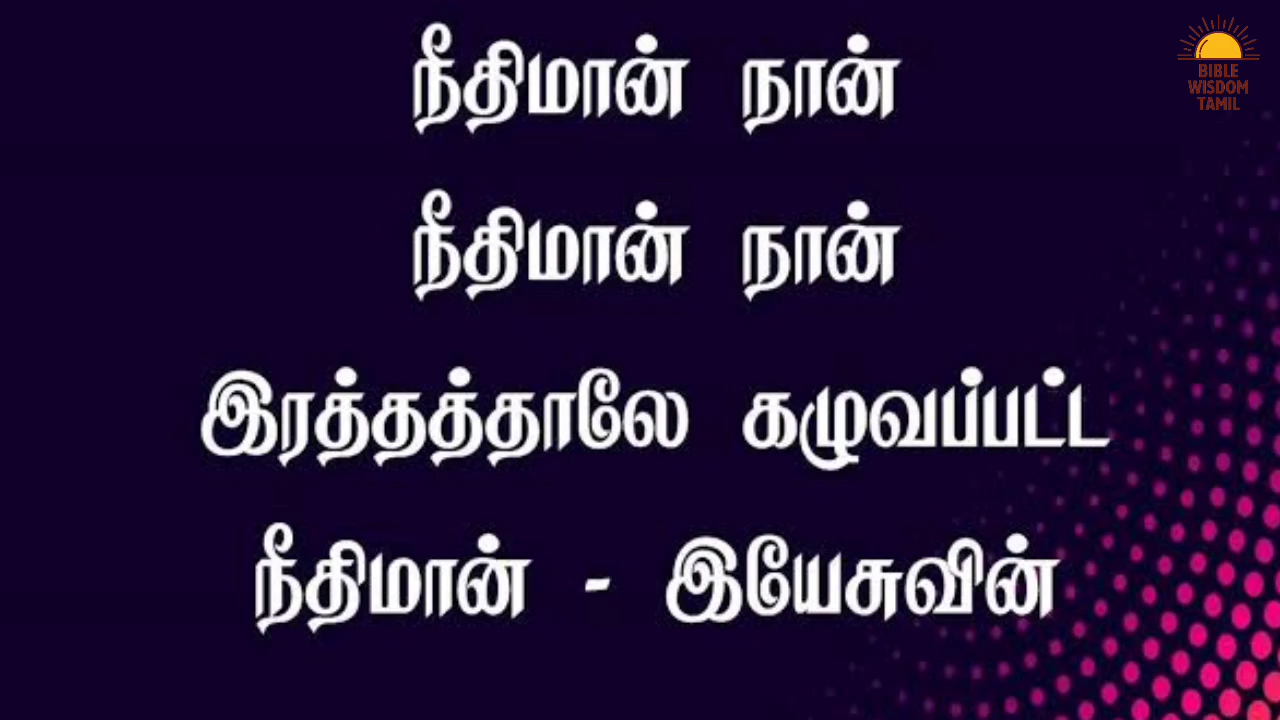 நீதிமான் நான்
நீதிமான் நான்
இரத்தத்தாலே கழுவப்பட்ட
நீதிமான் - இயேசுவின்
BIBLE
WISDOM
TAMIL